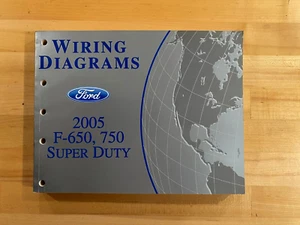 WIRING
DIAGRAMS
Ford
2005
F-650, 750
SUPER DUTY